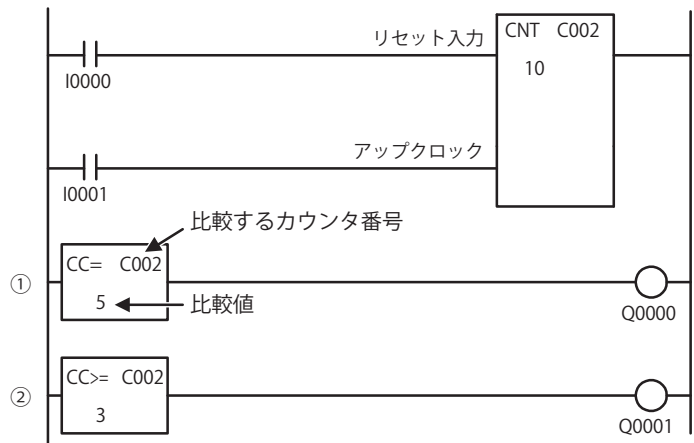 リセット入力 CNT C002
10
I0000
アップクロック
I0001
比較するカウンタ番号
① CC= C002
5 比較値
Q0000
② CC>= C002
3
Q0001